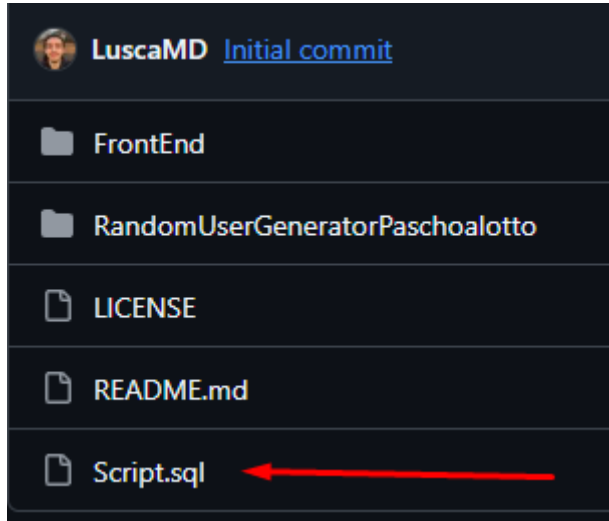 LuscaMD Initial commit
FrontEnd
RandomUserGeneratorPaschoalotto
LICENSE
README.md
Script.sql